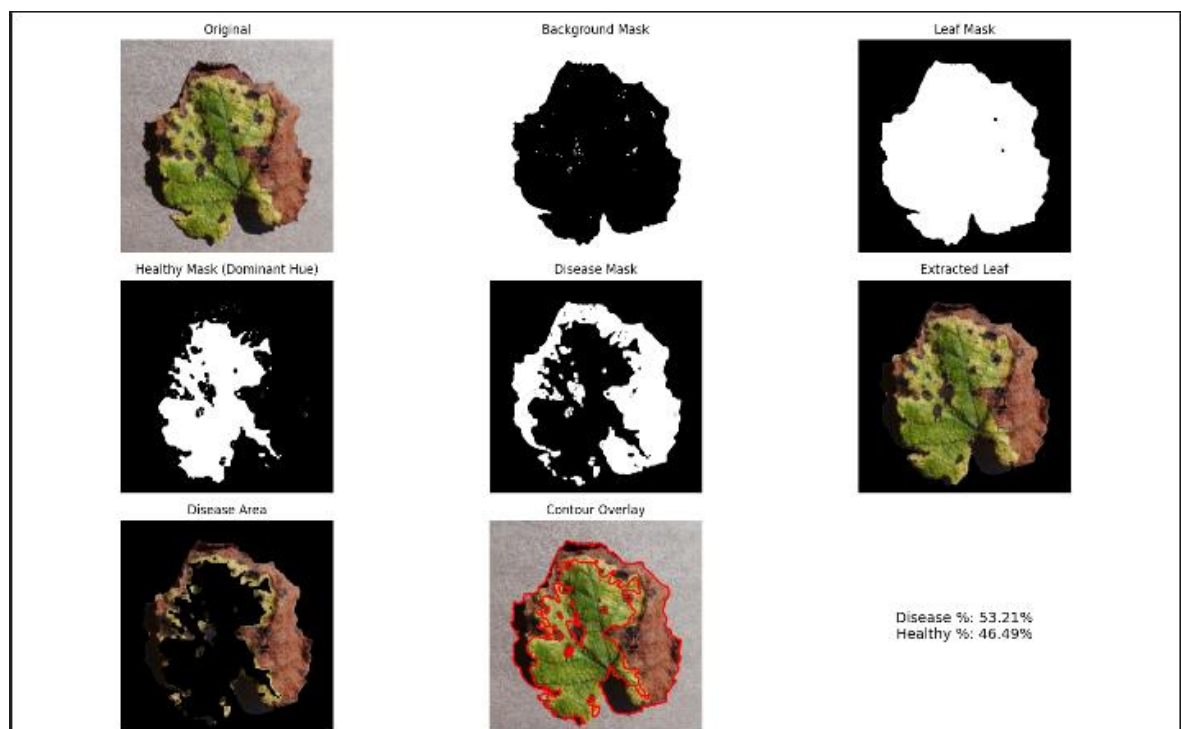 Original
Background Mask
Leaf Mask
Healthy Mask (Dominant Hue)
Disease Mask
Extracted Leaf
Disease Area
Contour Overlay
Disease %: 53.21%
Healthy %: 46.49%